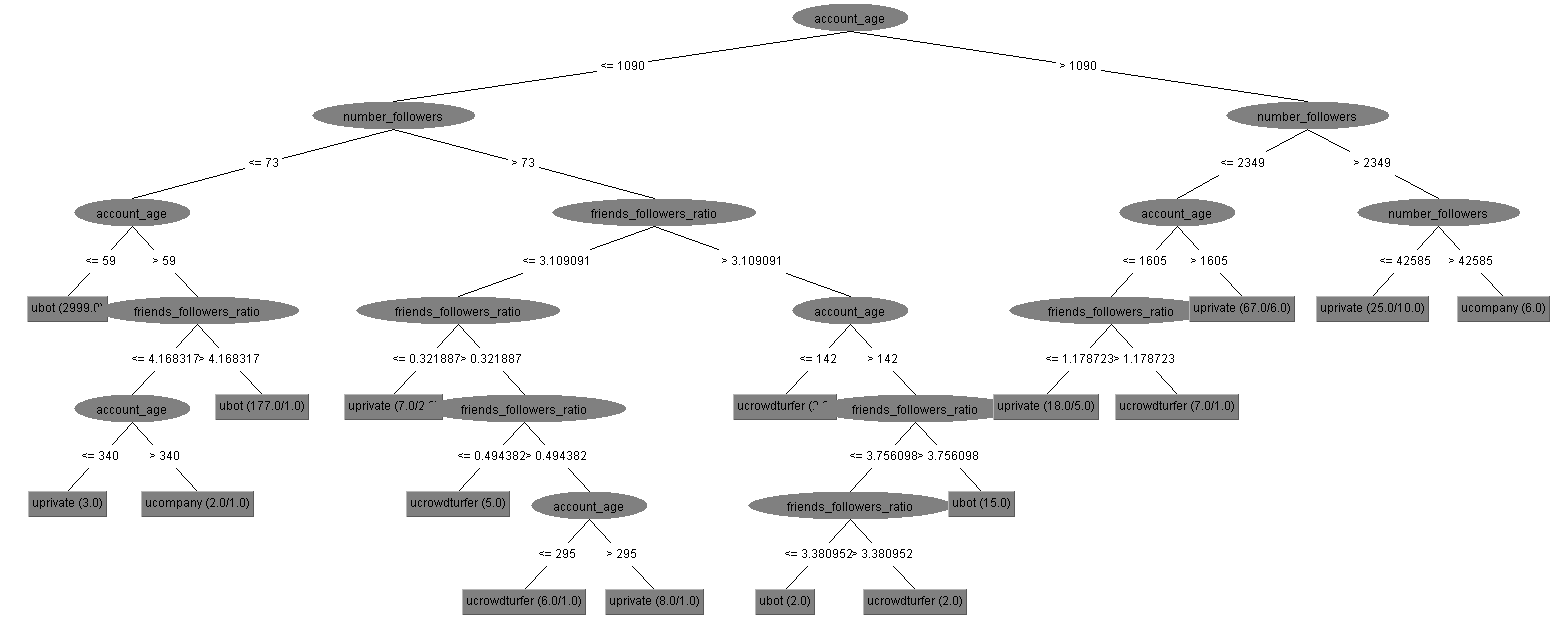 account_age
<= 1090
> 1090
number_followers
number_followers
<= 73
> 73
<= 2349
> 2349
account_age
friends_followers_ratio
account_age
number_followers
<= 59
> 59
<= 3.109091
> 3.109091
<= 1605
> 1605
<= 42585
> 42585
ubot
friends_followers_ratio
friends_followers_ratio
account_age
friends_followers_ratio
uprivate (67.0/6.0)
uprivate (25.0/10.0)
ucompany (6.0)
<= 4.168317
> 4.168317
<= 0.321887
> 0.321887
<= 142
> 142
<= 1.178723
> 1.178723
account_age
ubot (177.0/1.0)
uprivate
friends_followers_ratio
ucrowdturfer
friends_followers_ratio
uprivate (18.0/5.0)
ucrowdturfer (7.0/1.0)
<= 340
> 340
<= 0.494382
> 0.494382
<= 3.756098
> 3.756098
uprivate (3.0)
ucompany (2.0/1.0)
ucrowdturfer (5.0)
account_age
friends_followers_ratio
ubot (15.0)
<= 295
> 295
<= 3.380952
> 3.380952
ucrowdturfer (6.0/1.0)
uprivate (8.0/1.0)
ubot (2.0)
ucrowdturfer (2.0)